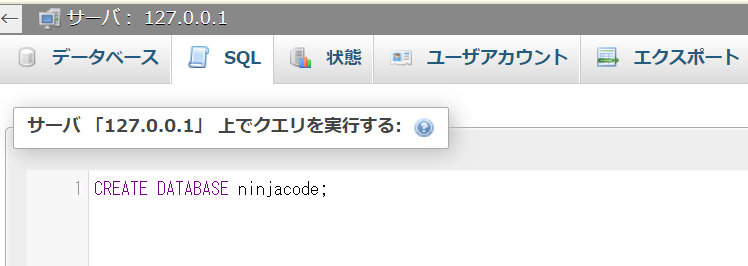 ← サーバ : 127.0.0.1
データベース SQL 状態 ユーザアカウント エクスポート
サーバ 「127.0.0.1」 上でクエリを実行する:
1 CREATE DATABASE ninjacode;